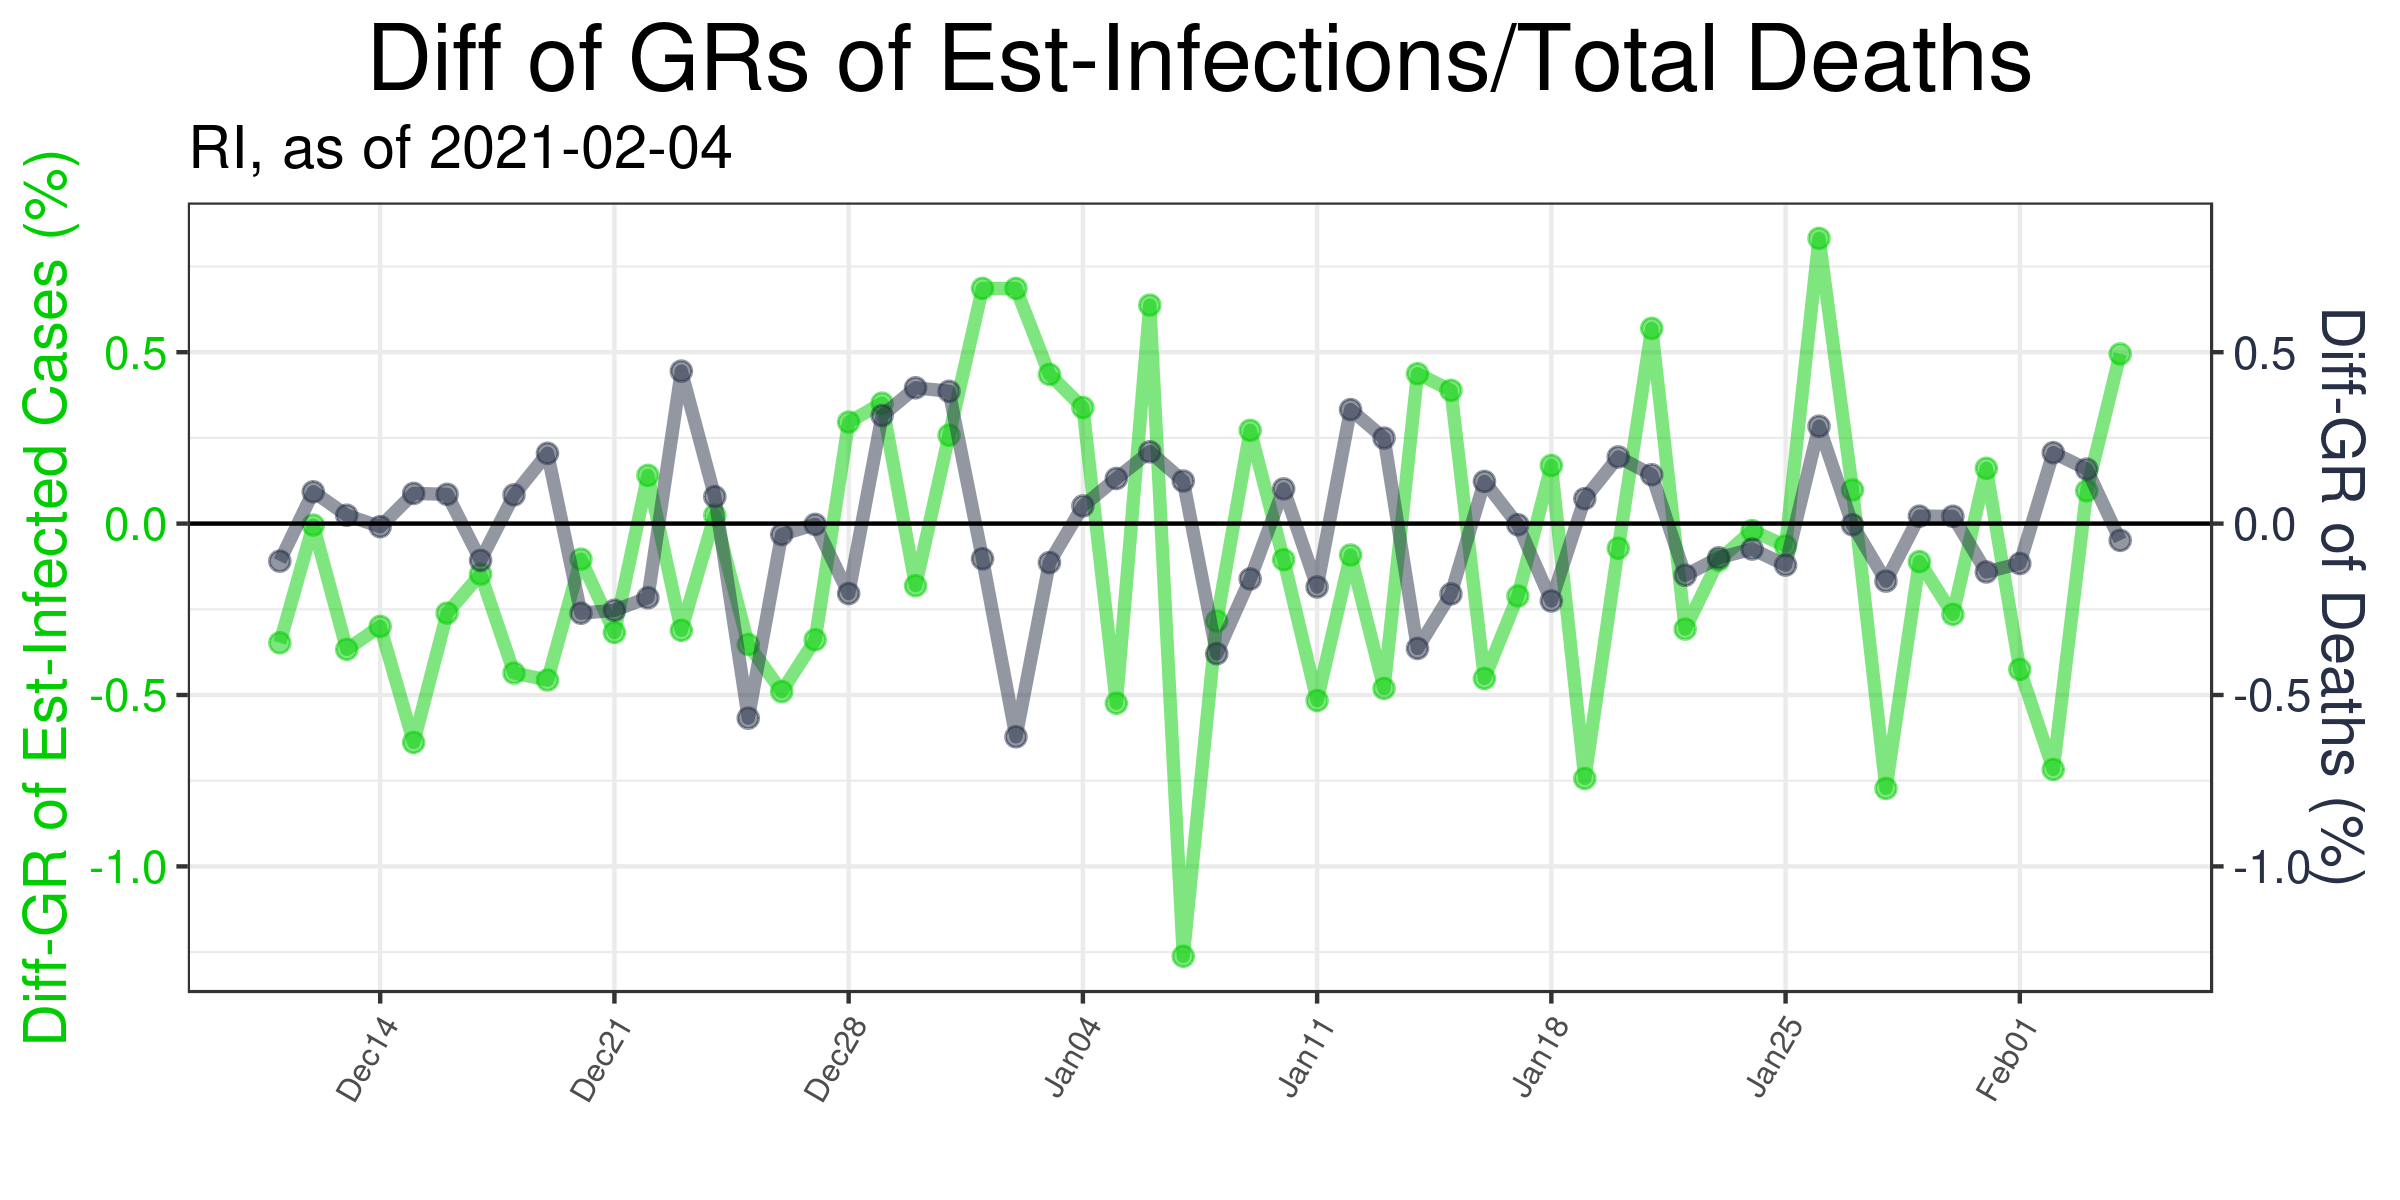 Diff of GRs of Est-Infections/Total Deaths
RI, as of 2021-02-04
Diff-GR of Est-Infected Cases (%)
0.5
0.0
-0.5
-1.0
0.5
0.0
-0.5
-1.0
Diff-GR of Deaths (%)
Dec14
Dec21
Dec28
Jan04
Jan11
Jan18
Jan25
Feb01